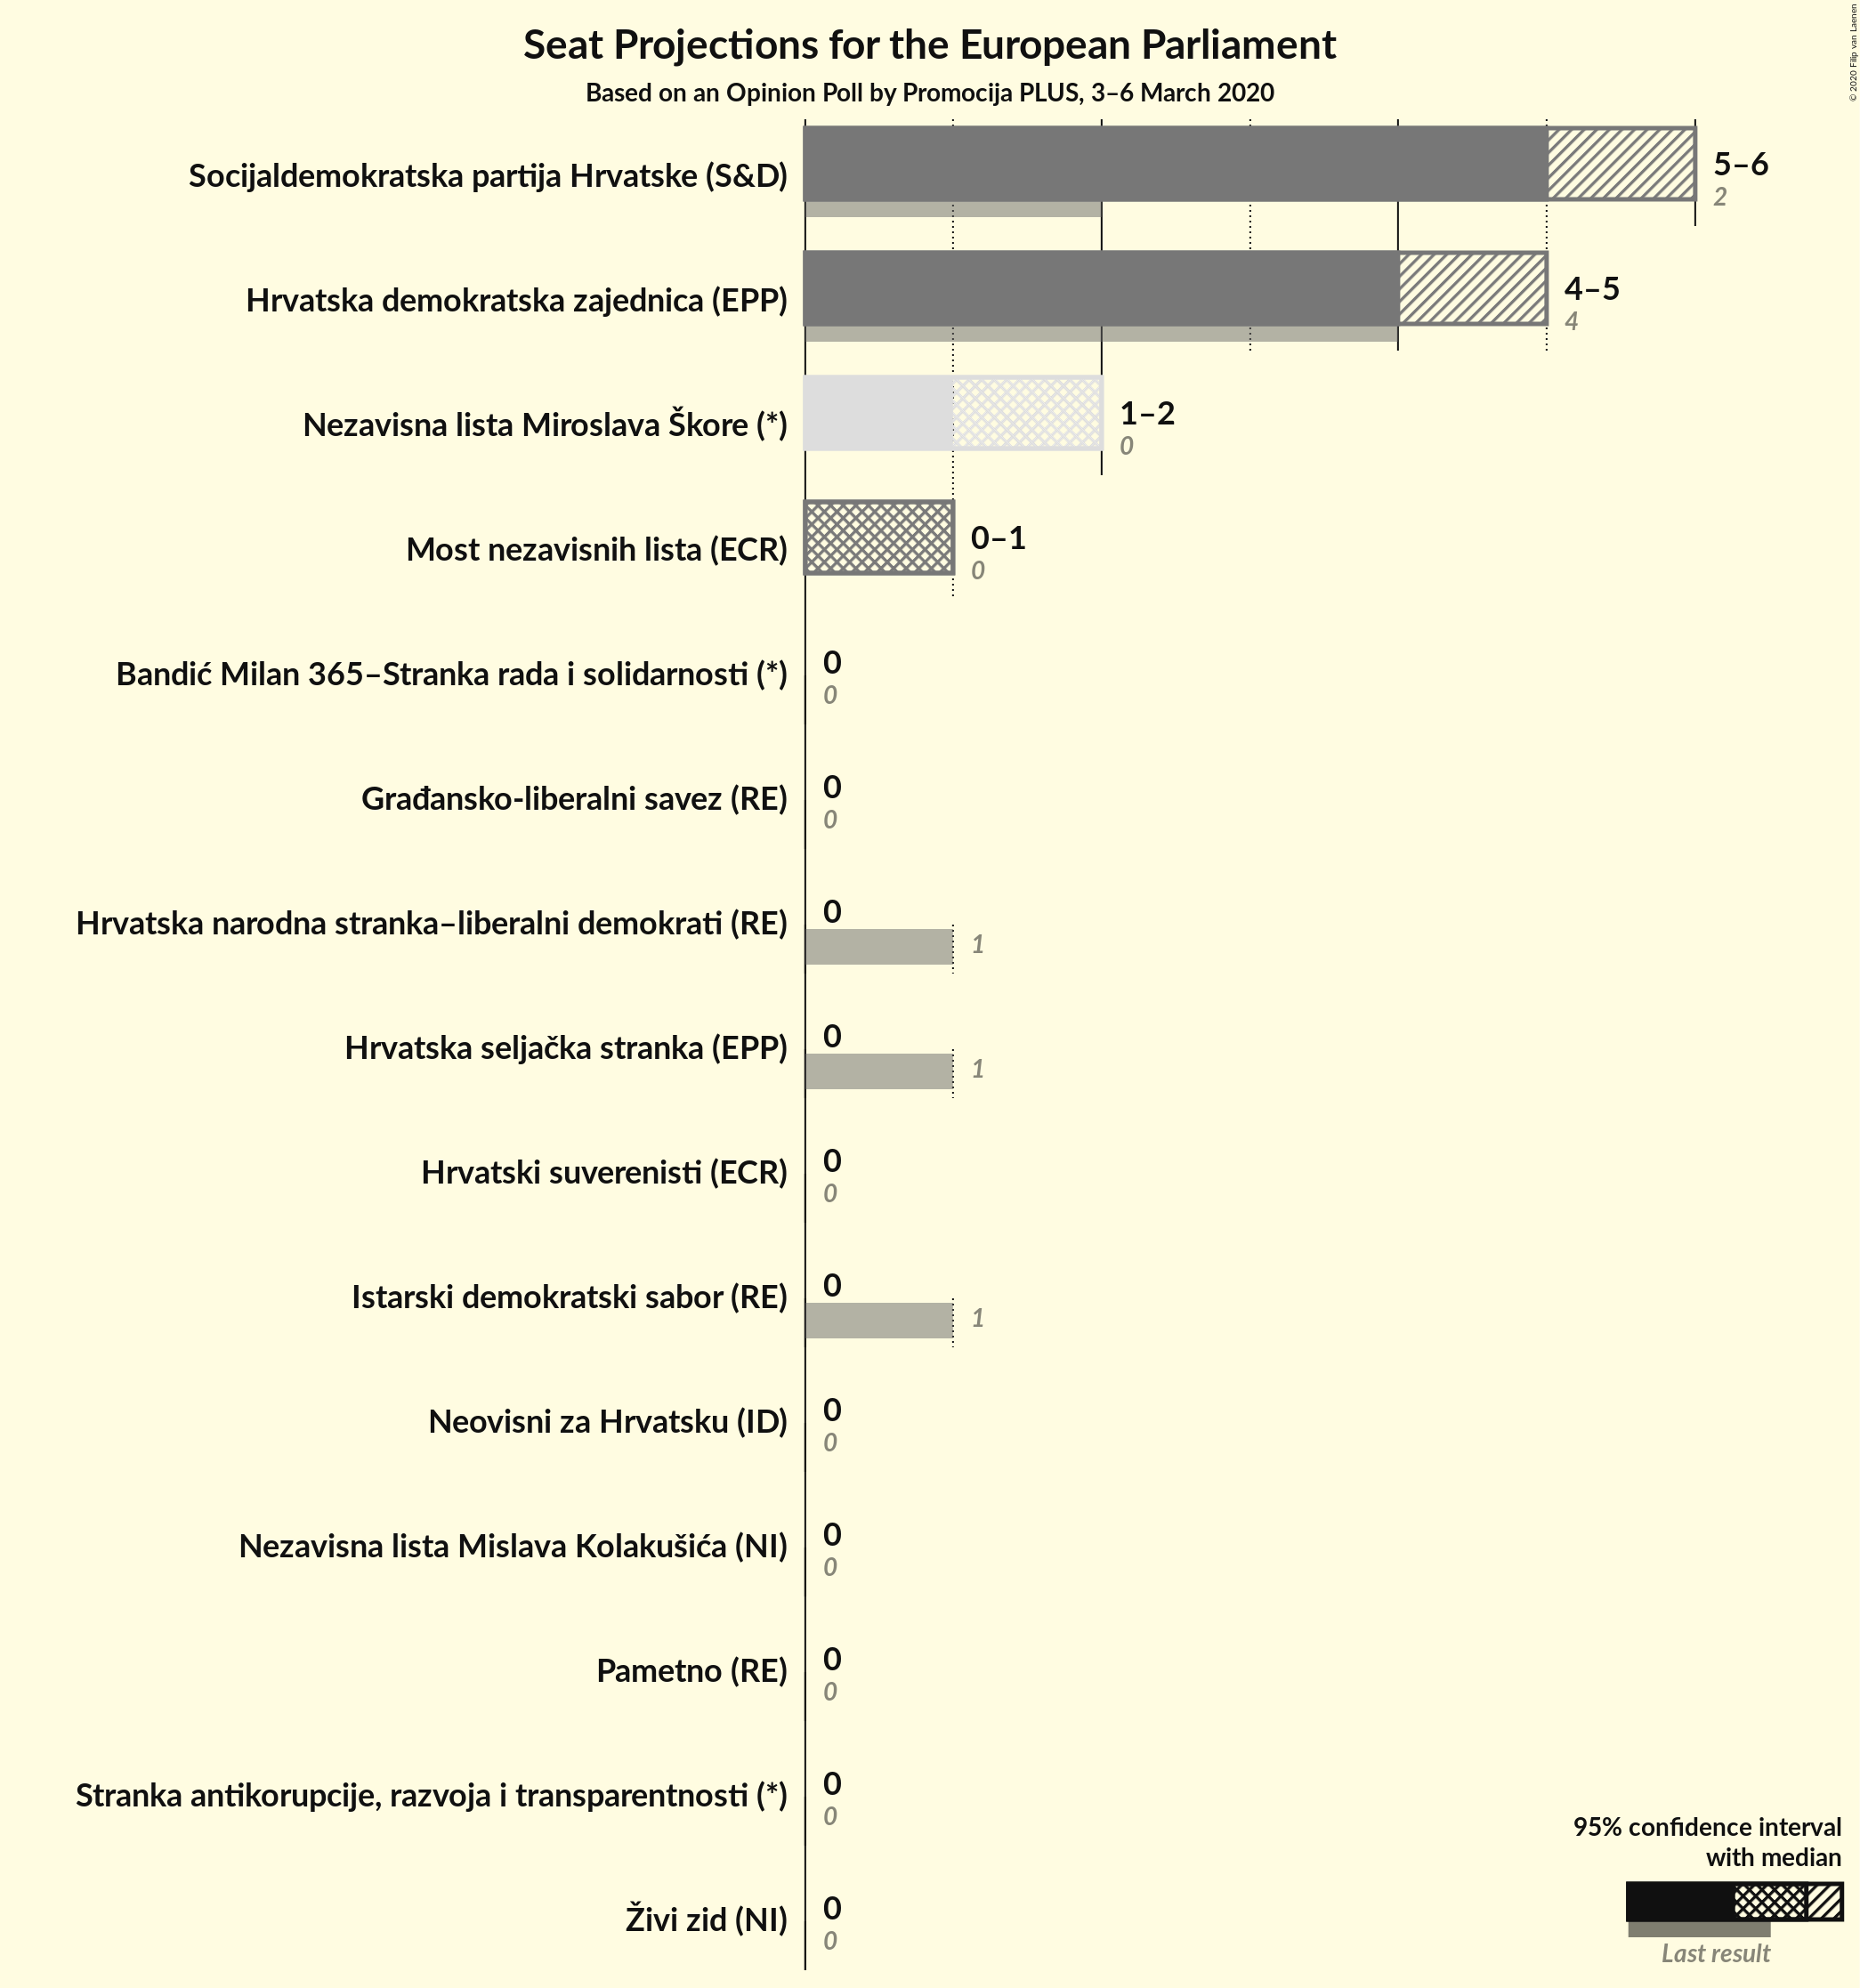 Seat Projections for the European Parliament
Based on an Opinion Poll by Promocija PLUS, 3–6 March 2020
© 2020 Filip van Laenen
Socijaldemokratska partija Hrvatske (S&D)
5–6
2
Hrvatska demokratska zajednica (EPP)
4–5
4
Nezavisna lista Miroslava Škore (*)
1–2
0
Most nezavisnih lista (ECR)
0–1
0
Bandić Milan 365–Stranka rada i solidarnosti (*)
0
0
Građansko-liberalni savez (RE)
0
0
Hrvatska narodna stranka–liberalni demokrati (RE)
0
1
Hrvatska seljačka stranka (EPP)
0
1
Hrvatski suverenisti (ECR)
0
0
Istarski demokratski sabor (RE)
0
1
Neovisni za Hrvatsku (ID)
0
0
Nezavisna lista Mislava Kolakušića (NI)
0
0
Pametno (RE)
0
0
Stranka antikorupcije, razvoja i transparentnosti (*)
0
0
Živi zid (NI)
0
0
95% confidence interval
with median
Last result